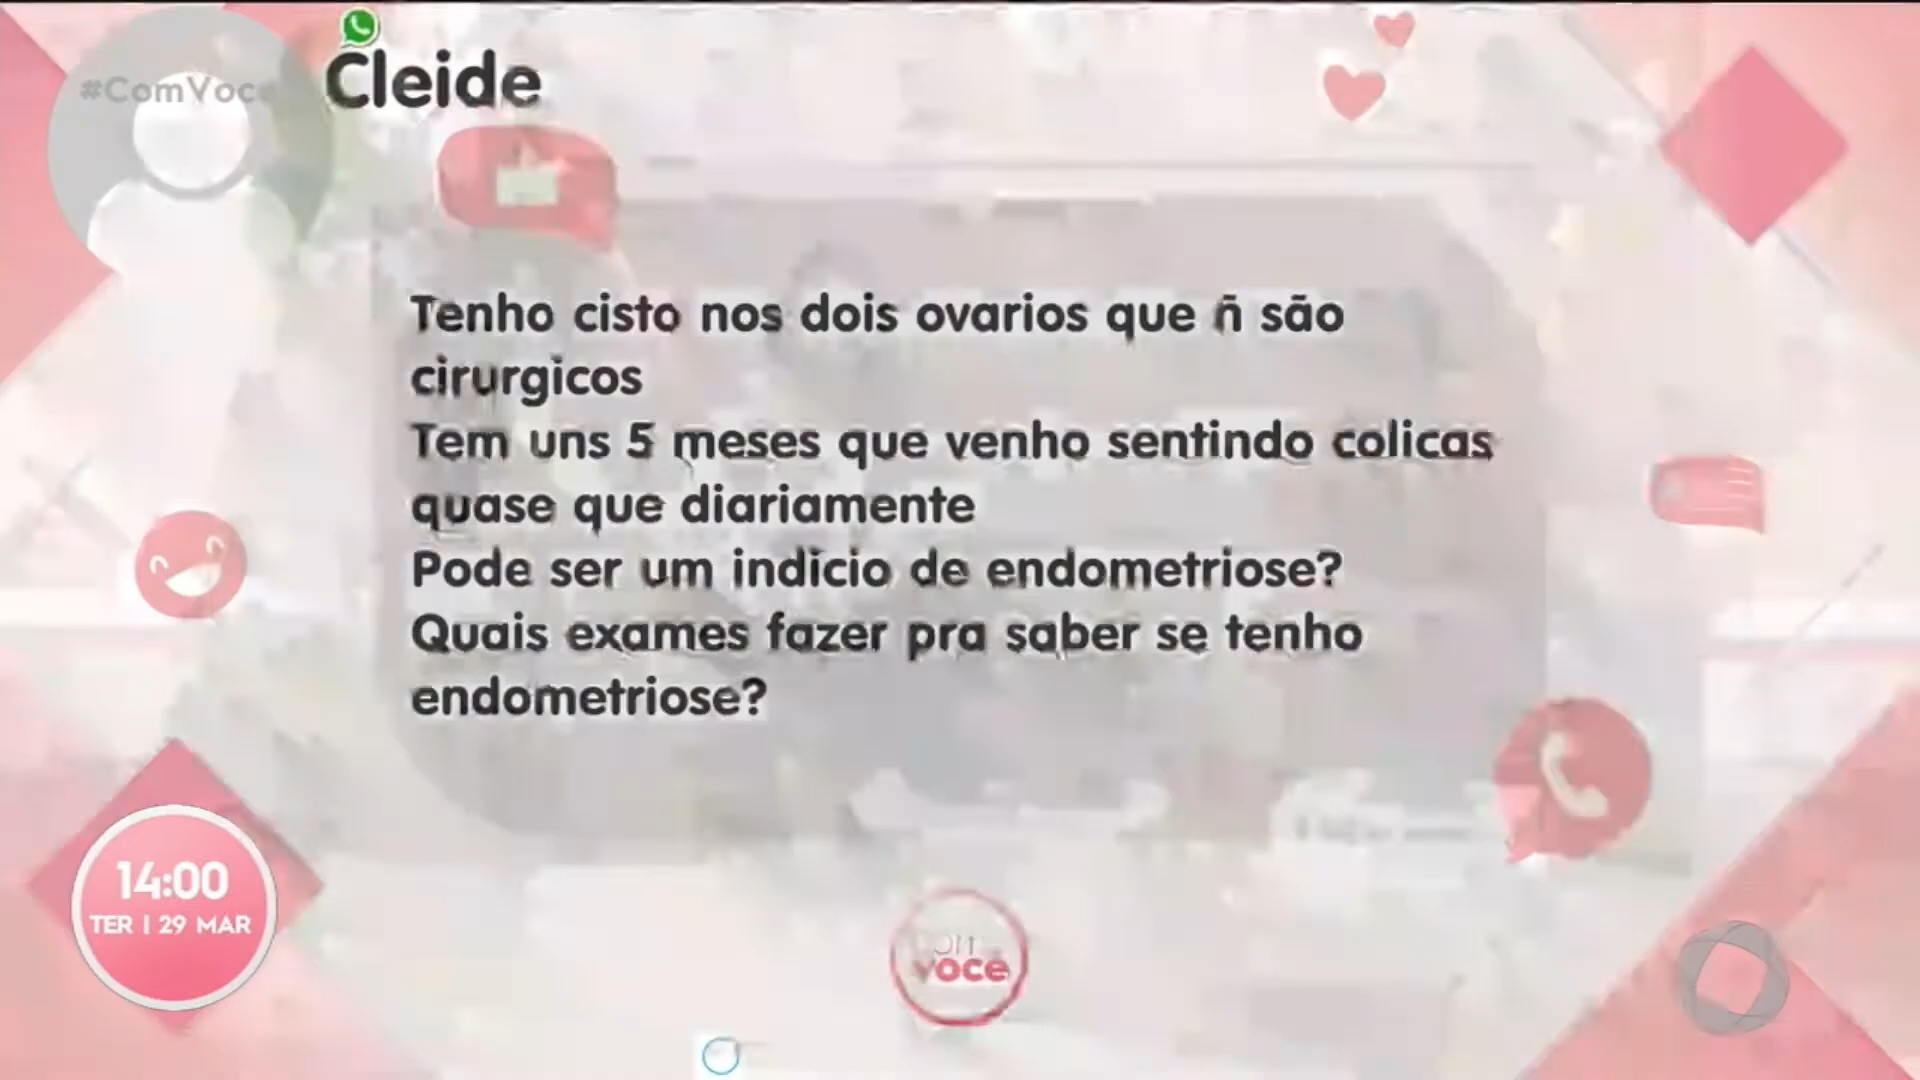 #ComVoce
Cleide
Tenho cisto nos dois ovarios que ñ são
cirurgicos
Tem uns 5 meses que venho sentindo colicas
quase que diariamente
Pode ser um indicio de endometriose?
Quais exames fazer pra saber se tenho
endometriose?
14:00
TER | 29 MAR
voce